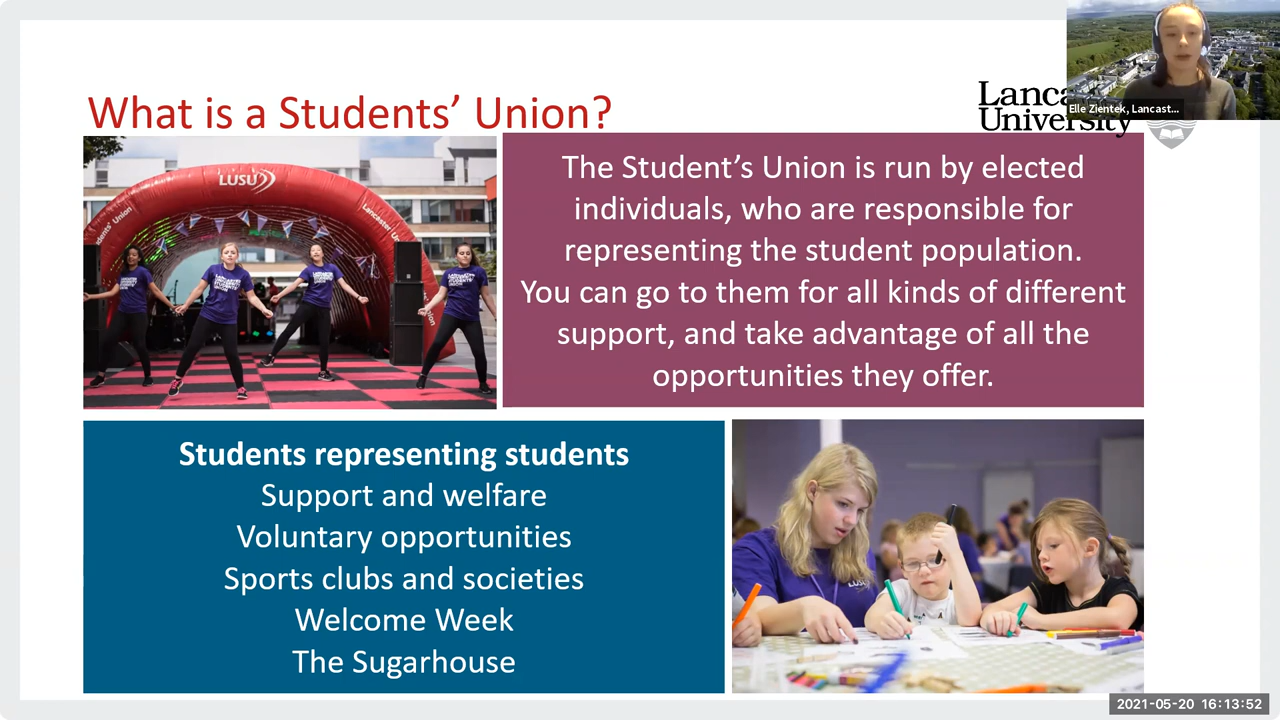 What is a Students' Union?
Lanca
University
Elle Zientek, Lancast...
LUSU
Lancaster
The Student's Union is run by elected
individuals, who are responsible for
representing the student population.
You can go to them for all kinds of different
support, and take advantage of all the
opportunities they offer.
Students representing students
Support and welfare
Voluntary opportunities
Sports clubs and societies
Welcome Week
The Sugarhouse
LUSU
2021-05-20 16:13:52